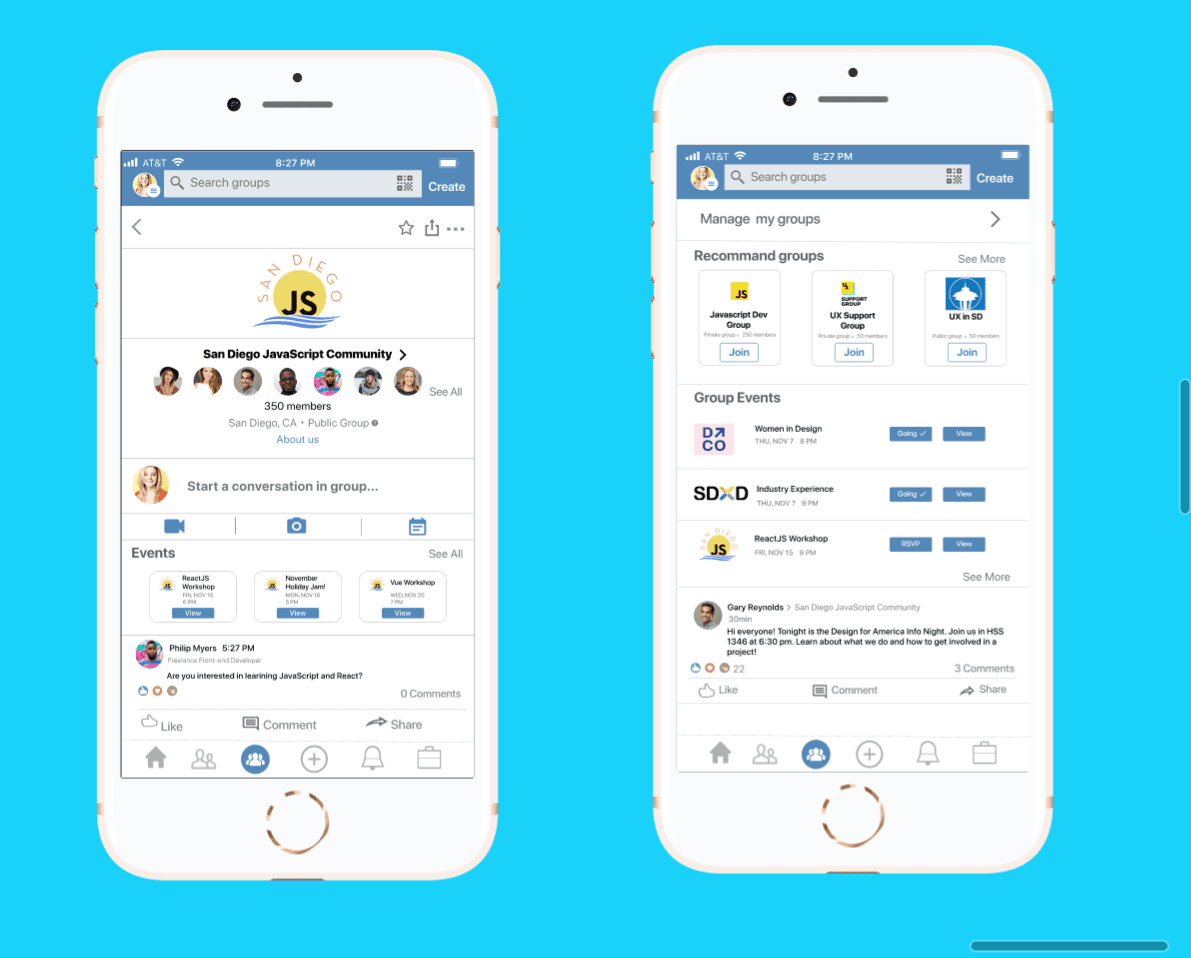 AT&T 8:27 PM
Search groups Create
SAN DIEGO
JS
San Diego JavaScript Community
See All
350 members
San Diego, CA • Public Group
About us
Start a conversation in group...
Events See All
ReactJS Workshop
FRI, NOV 15
6 PM
View
November Holiday Jam!
MON, NOV 18
5 PM
View
Vue Workshop
WED, NOV 20
7 PM
View
Philip Myers 5:27 PM
Freelance Front-end Daveloper
Are you interested in learining JavaScript and React?
0 Comments
Like Comment Share
AT&T 8:27 PM
Search groups Create
Manage my groups
Recommand groups See More
JS
Javascript Dev
Group
Private group • 250 members
Join
UX
SUPPORT
GROUP
UX Support
Group
Private group • 50 members
Join
UX in SD
Public group • 50 members
Join
Group Events
D CO
Women in Design
THU, NOV 7 8 PM
Going View
SDXD
Industry Experience
THU, NOV 7 9 PM
Going View
SAN DIEGO
JS
ReactJS Workshop
FRI, NOV 15 9 PM
RSVP View
See More
Gary Reynolds San Diego JavaScript Community
30min
Hi everyone! Tonight is the Design for America Info Night. Join us in HSS
1346 at 6:30 pm. Learn about what we do and how to get involved in a
project!
22 3 Comments
Like Comment Share